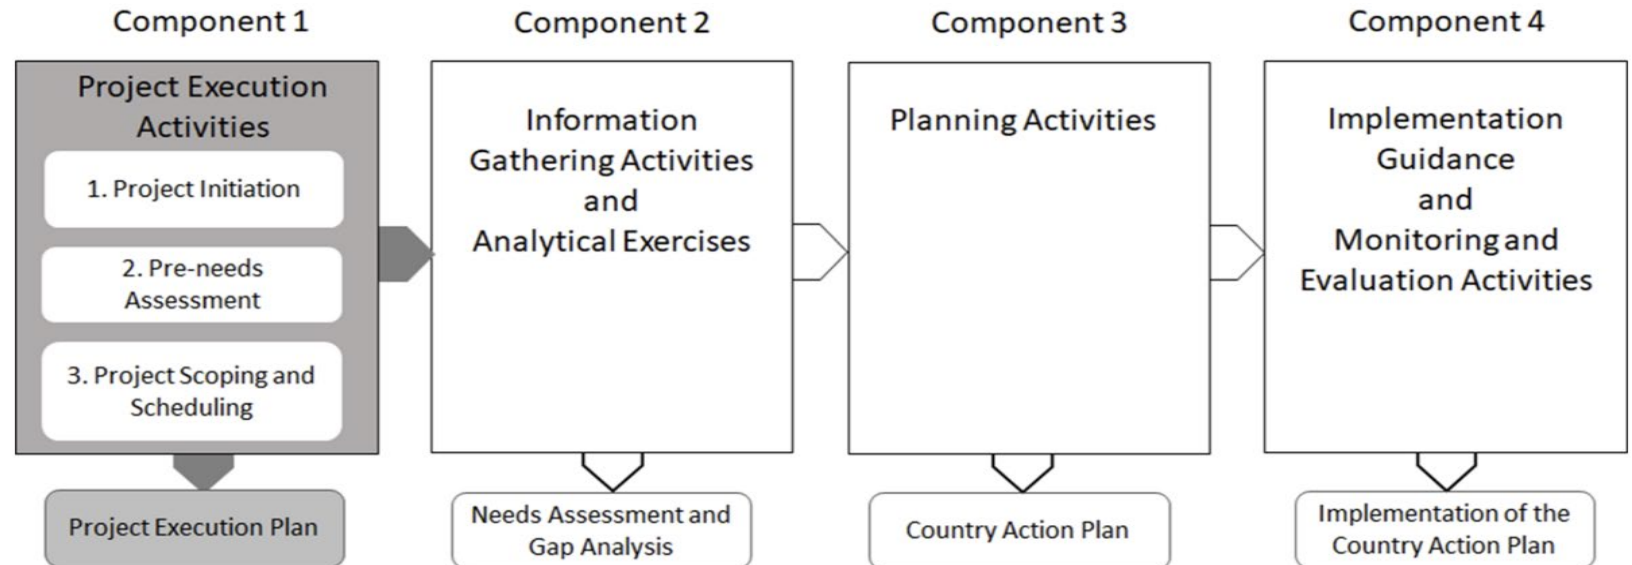 Component 1
Component 2
Component 3
Component 4
Project Execution
Activities
1. Project Initiation
2. Pre-needs
Assessment
3. Project Scoping and
Scheduling
Project Execution Plan
Information
Gathering Activities
and
Analytical Exercises
Needs Assessment and
Gap Analysis
Planning Activities
Country Action Plan
Implementation
Guidance
and
Monitoring and
Evaluation Activities
Implementation of the
Country Action Plan